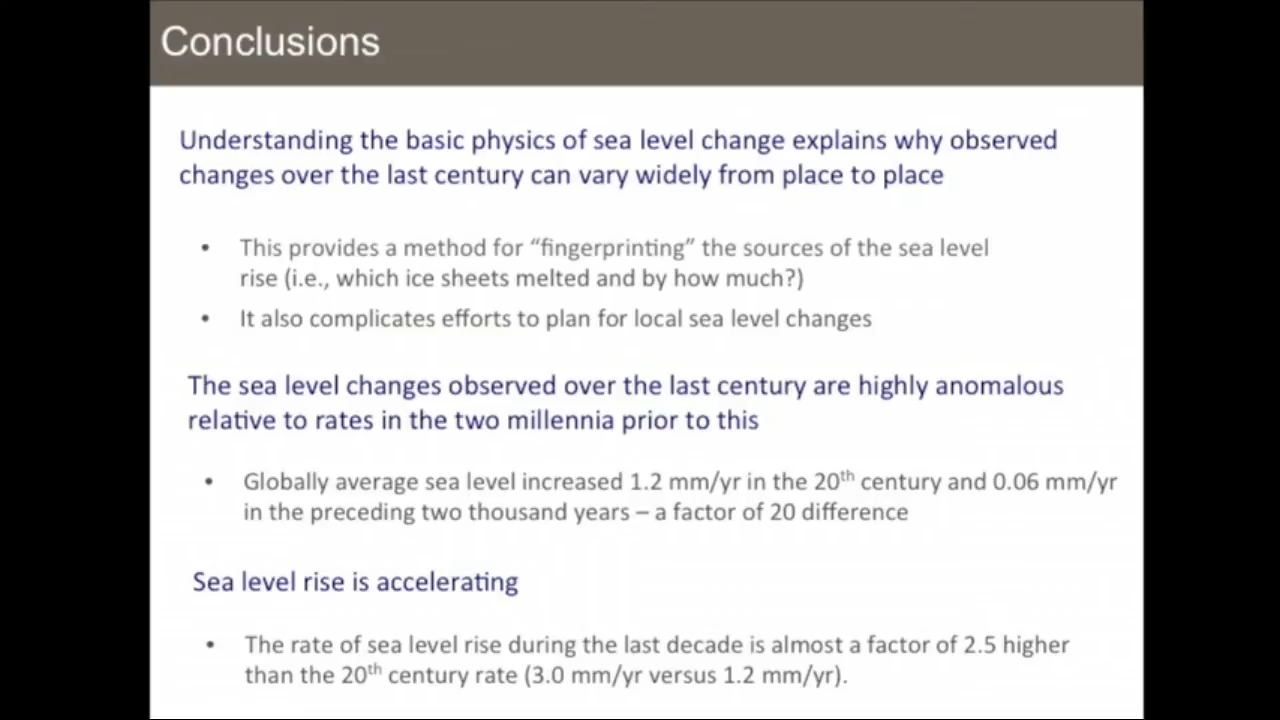 Conclusions
Understanding the basic physics of sea level change explains why observed
changes over the last century can vary widely from place to place
• This provides a method for “fingerprinting” the sources of the sea level
rise (i.e., which ice sheets melted and by how much?)
• It also complicates efforts to plan for local sea level changes
The sea level changes observed over the last century are highly anomalous
relative to rates in the two millennia prior to this
• Globally average sea level increased 1.2 mm/yr in the 20th century and 0.06 mm/yr
in the preceding two thousand years – a factor of 20 difference
Sea level rise is accelerating
• The rate of sea level rise during the last decade is almost a factor of 2.5 higher
than the 20th century rate (3.0 mm/yr versus 1.2 mm/yr).